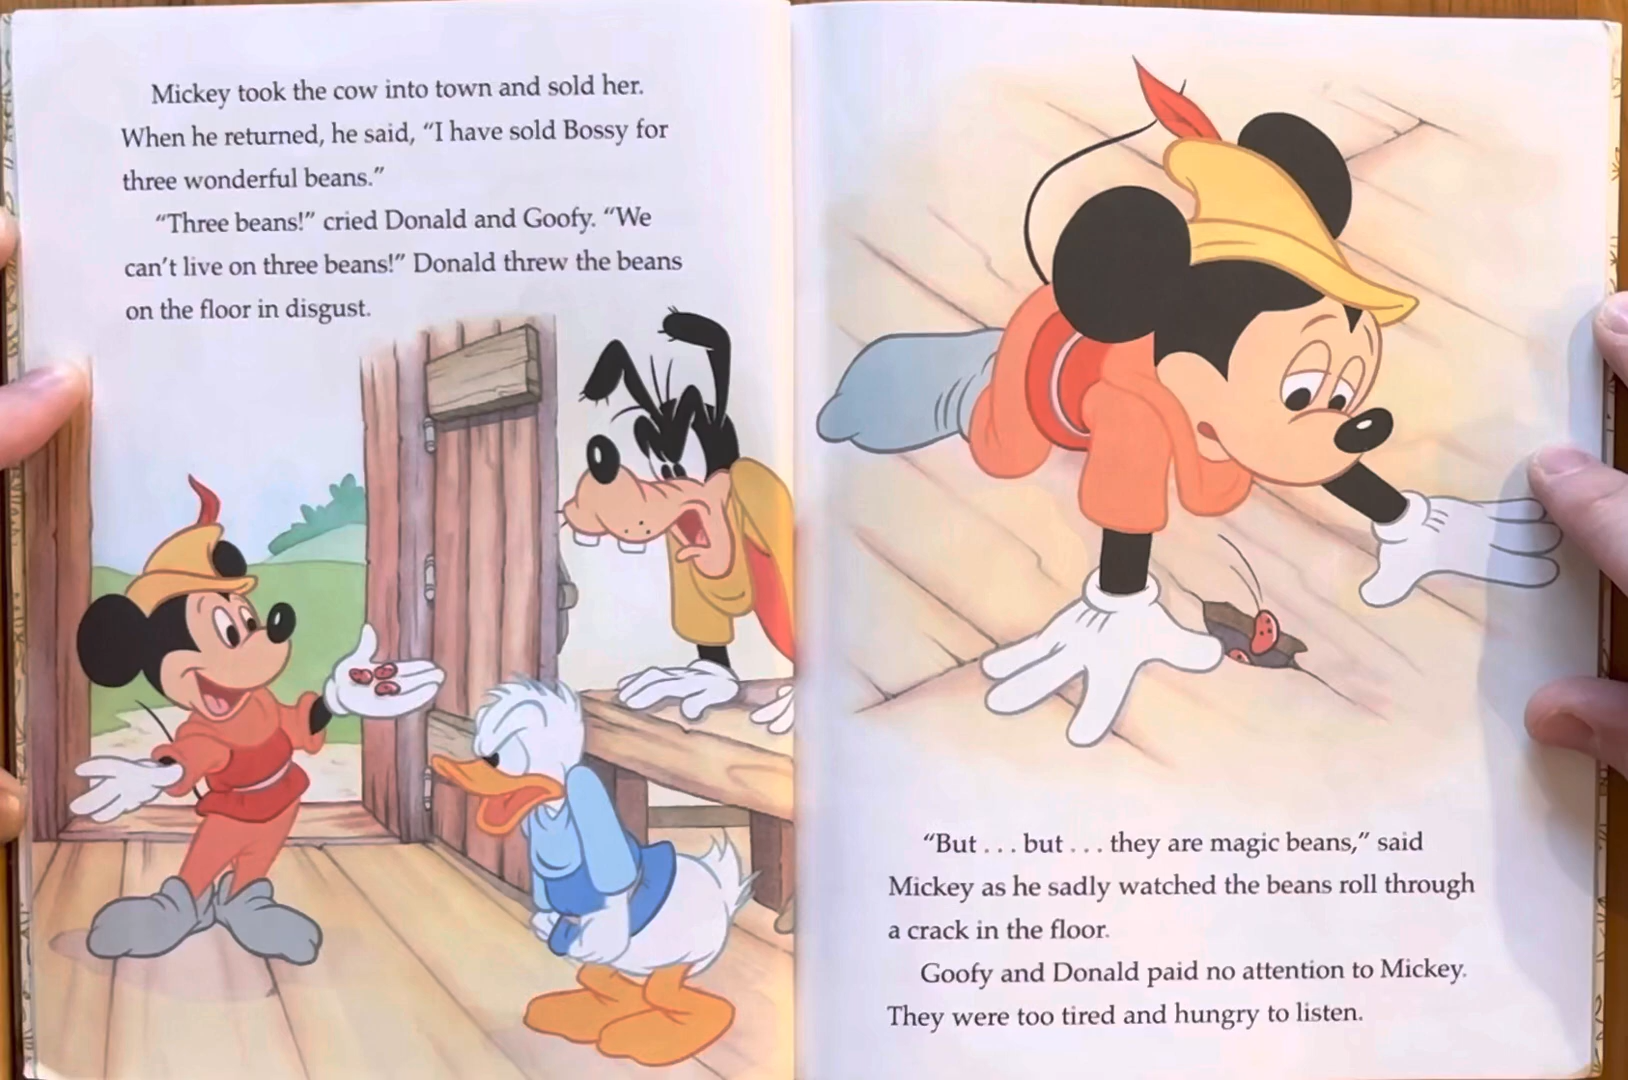 Mickey took the cow into town and sold her.
When he returned, he said, “I have sold Bossy for
three wonderful beans.”
“Three beans!” cried Donald and Goofy. “We
can’t live on three beans!” Donald threw the beans
on the floor in disgust.
“But . . . but . . . they are magic beans,” said
Mickey as he sadly watched the beans roll through
a crack in the floor.
Goofy and Donald paid no attention to Mickey.
They were too tired and hungry to listen.